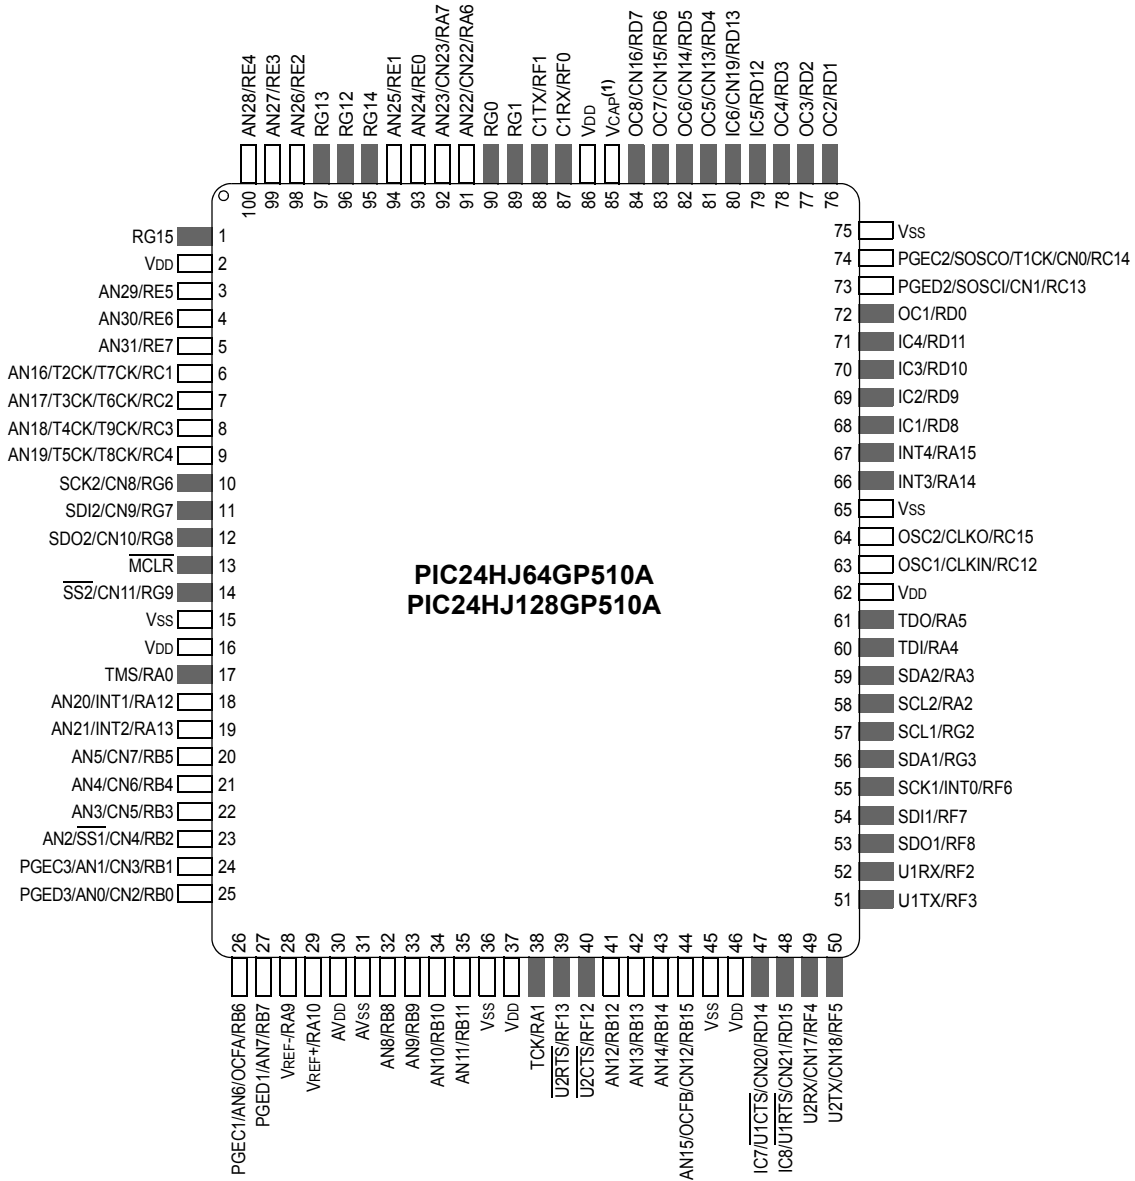 AN28/RE4
AN27/RE3
AN26/RE2
RG13
RG12
RG14
AN25/RE1
AN24/RE0
AN23/CN23/RA7
AN22/CN22/RA6
RG0
RG1
C1TX/RF1
C1RX/RF0
VDD
VCAP(1)
OC8/CN16/RD7
OC7/CN15/RD6
OC6/CN14/RD5
OC5/CN13/RD4
IC6/CN19/RD13
IC5/RD12
OC4/RD3
OC3/RD2
OC2/RD1
100 99 98 97 96 95 94 93 92 91 90 89 88 87 86 85 84 83 82 81 80 79 78 77 76
RG15 1
VDD 2
AN29/RE5 3
AN30/RE6 4
AN31/RE7 5
AN16/T2CK/T7CK/RC1 6
AN17/T3CK/T6CK/RC2 7
AN18/T4CK/T9CK/RC3 8
AN19/T5CK/T8CK/RC4 9
SCK2/CN8/RG6 10
SDI2/CN9/RG7 11
SDO2/CN10/RG8 12
MCLR 13
SS2/CN11/RG9 14
VSS 15
VDD 16
TMS/RA0 17
AN20/INT1/RA12 18
AN21/INT2/RA13 19
AN5/CN7/RB5 20
AN4/CN6/RB4 21
AN3/CN5/RB3 22
AN2/SS1/CN4/RB2 23
PGEC3/AN1/CN3/RB1 24
PGED3/AN0/CN2/RB0 25
PIC24HJ64GP510A
PIC24HJ128GP510A
75 VSS
74 PGEC2/SOSCO/T1CK/CN0/RC14
73 PGED2/SOSCI/CN1/RC13
72 OC1/RD0
71 IC4/RD11
70 IC3/RD10
69 IC2/RD9
68 IC1/RD8
67 INT4/RA15
66 INT3/RA14
65 VSS
64 OSC2/CLKO/RC15
63 OSC1/CLKIN/RC12
62 VDD
61 TDO/RA5
60 TDI/RA4
59 SDA2/RA3
58 SCL2/RA2
57 SCL1/RG2
56 SDA1/RG3
55 SCK1/INT0/RF6
54 SDI1/RF7
53 SDO1/RF8
52 U1RX/RF2
51 U1TX/RF3
26 27 28 29 30 31 32 33 34 35 36 37 38 39 40 41 42 43 44 45 46 47 48 49 50
PGEC1/AN6/OCFA/RB6
PGED1/AN7/RB7
VREF-/RA9
VREF+/RA10
AVDD
AVSS
AN8/RB8
AN9/RB9
AN10/RB10
AN11/RB11
VSS
VDD
TCK/RA1
U2RTS/RF13
U2CTS/RF12
AN12/RB12
AN13/RB13
AN14/RB14
AN15/OCFB/CN12/RB15
VSS
VDD
IC7/U1CTS/CN20/RD14
IC8/U1RTS/CN21/RD15
U2RX/CN17/RF4
U2TX/CN18/RF5